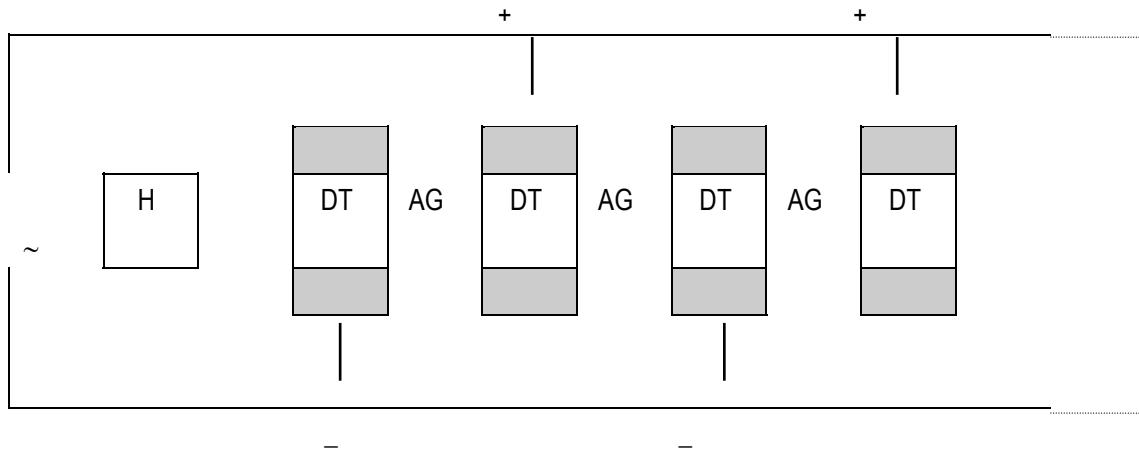 + +
H DT AG DT AG DT AG DT
~
– –